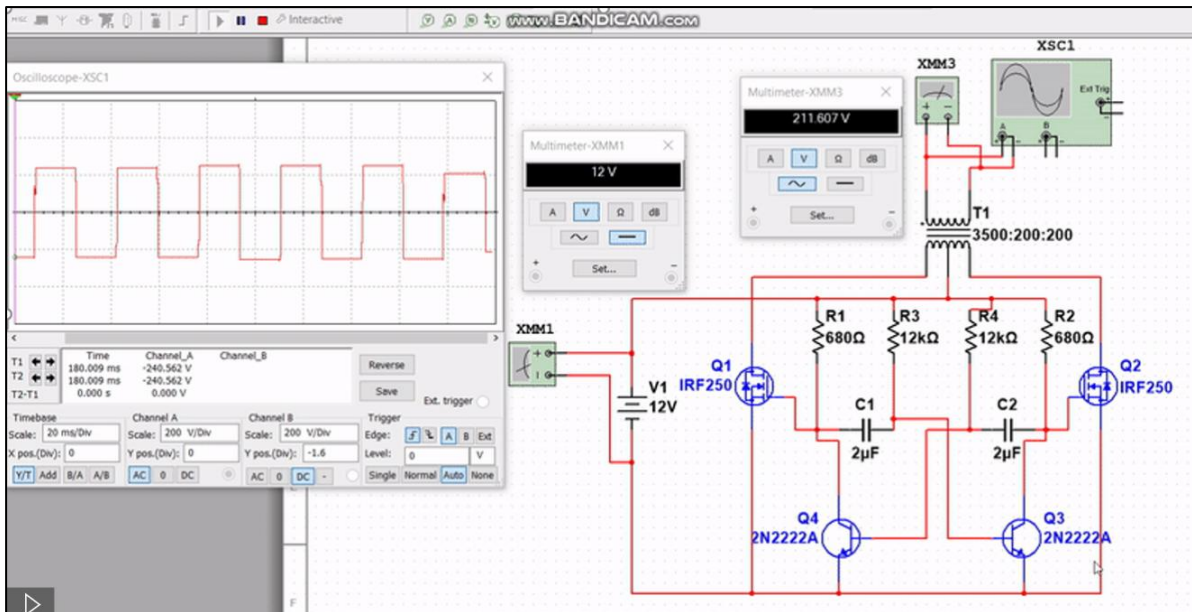 MISC
Interactive
WWW.BANDICAM.COM
Oscilloscope-XSC1
Time
Channel_A
Channel_B
T1
180.009 ms
-240.562 V
T2
180.009 ms
-240.562 V
T2-T1
0.000 s
0.000 V
Reverse
Save
Ext. trigger
Timebase
Scale: 20 ms/Div
X pos.(Div): 0
Y/T Add B/A A/B
Channel A
Scale: 200 V/Div
Y pos.(Div): 0
AC 0 DC
Channel B
Scale: 200 V/Div
Y pos.(Div): -1.6
AC 0 DC -
Trigger
Edge: A B Ext
Level: 0 V
Single Normal Auto None
Multimeter-XMM1
12 V
A V Ω dB
Set...
+ -
Multimeter-XMM3
211.607 V
A V Ω dB
Set...
+ -
XMM3
+ -
XSC1
Ext Trig
A B
T1
3500:200:200
XMM1
V1
12V
R1
680Ω
R3
12kΩ
R4
12kΩ
R2
680Ω
Q1
IRF250
Q2
IRF250
C1
2µF
C2
2µF
Q4
2N2222A
Q3
2N2222A
F